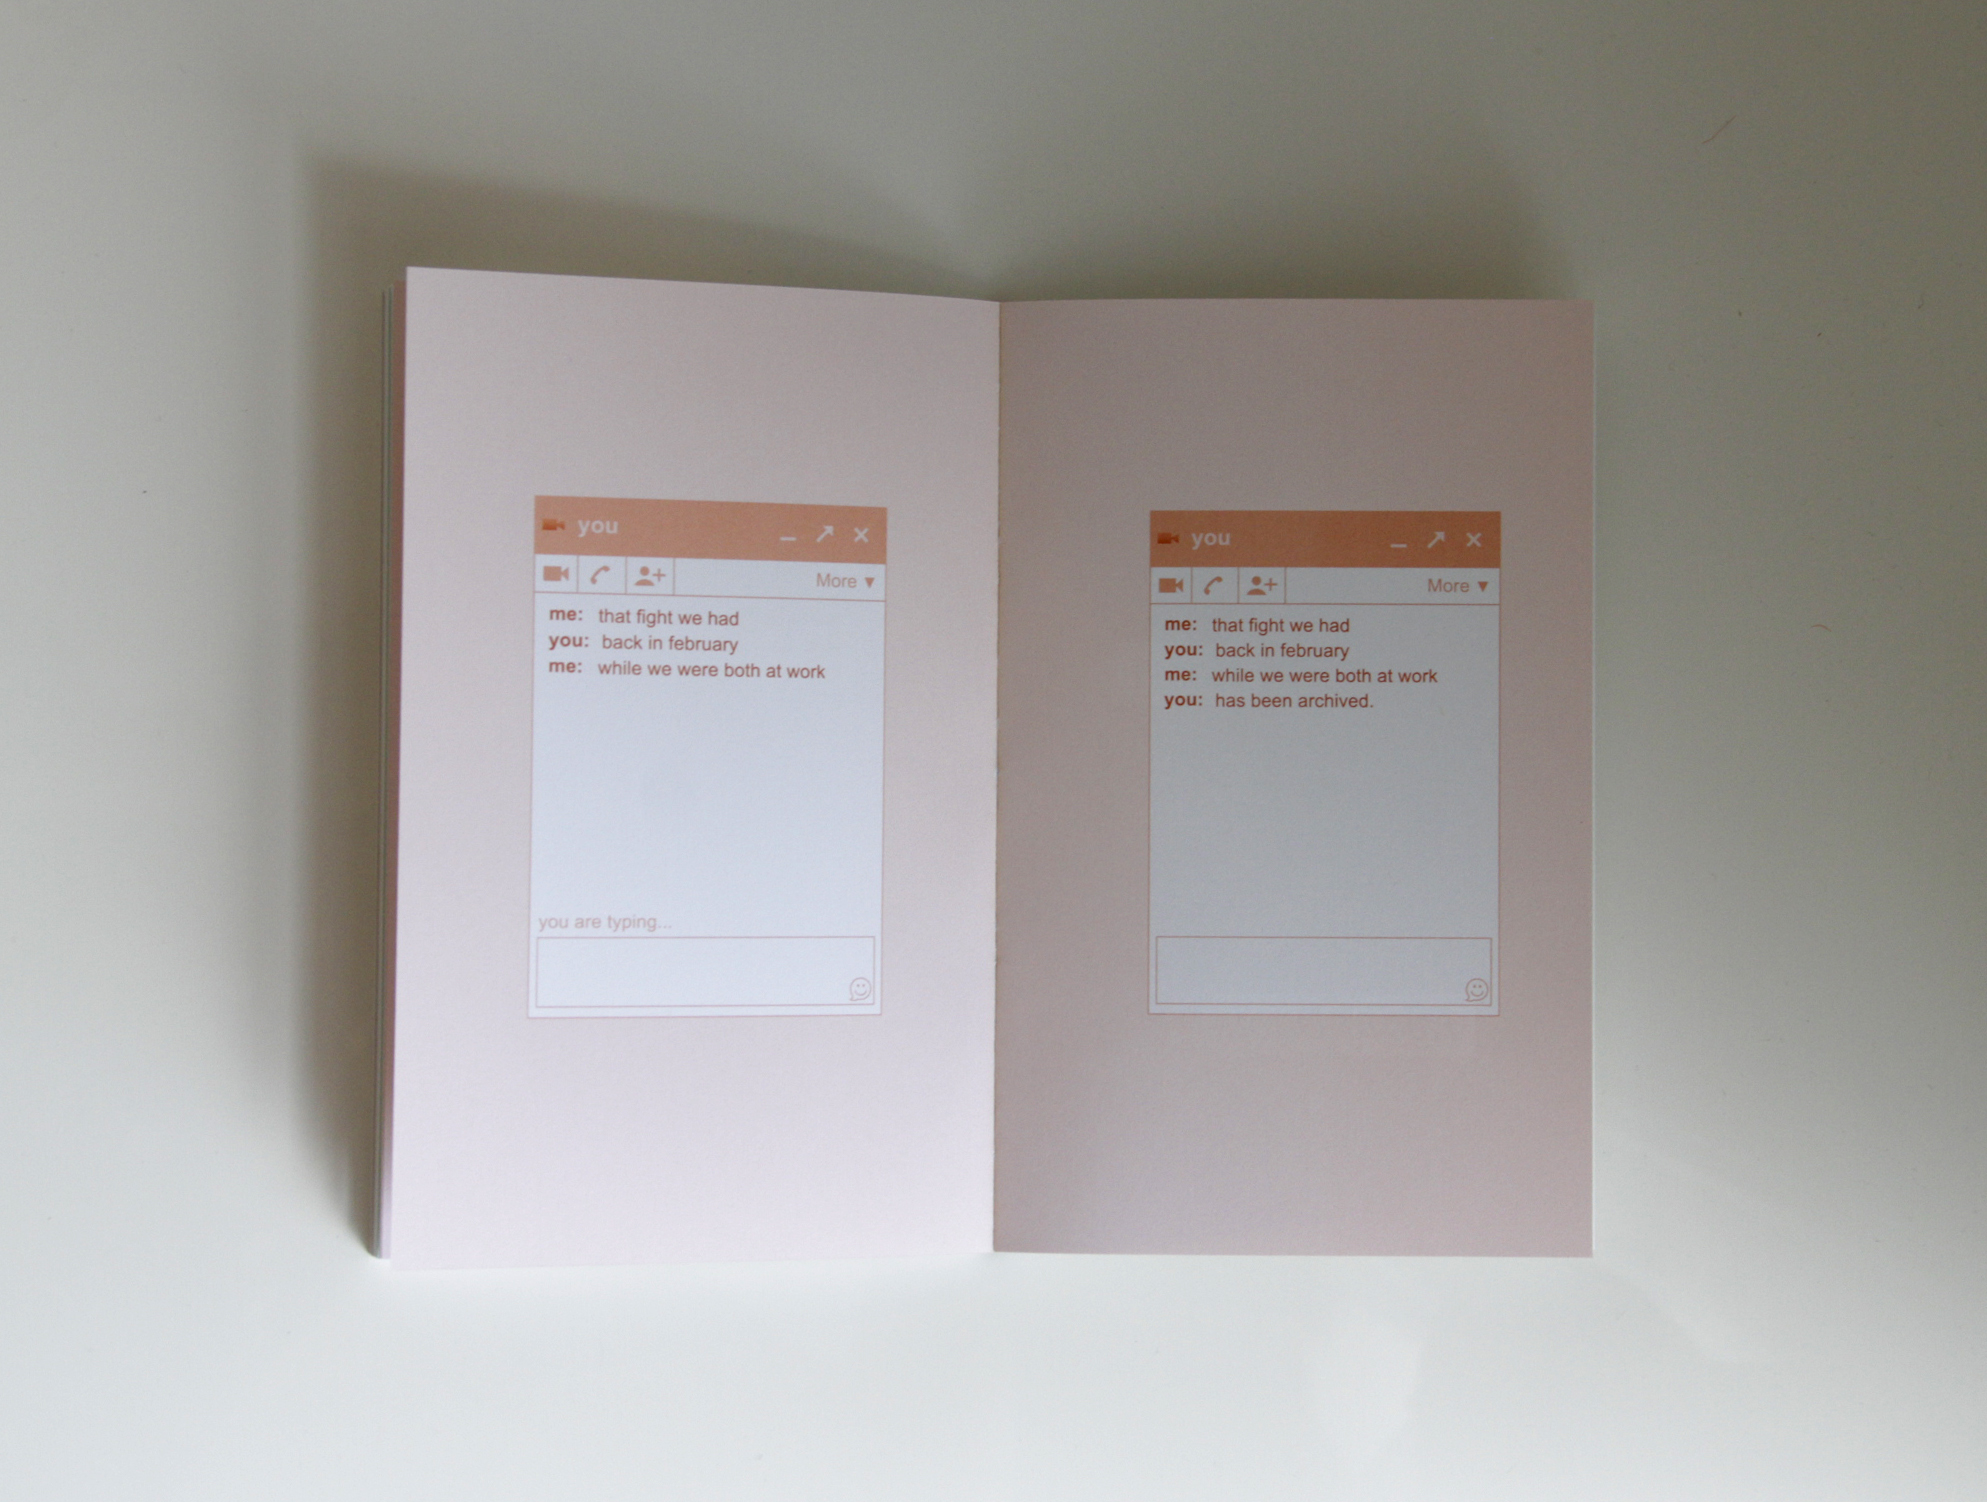 you
More ▼
me: that fight we had
you: back in february
me: while we were both at work
you are typing...
you
More ▼
me: that fight we had
you: back in february
me: while we were both at work
you: has been archived.